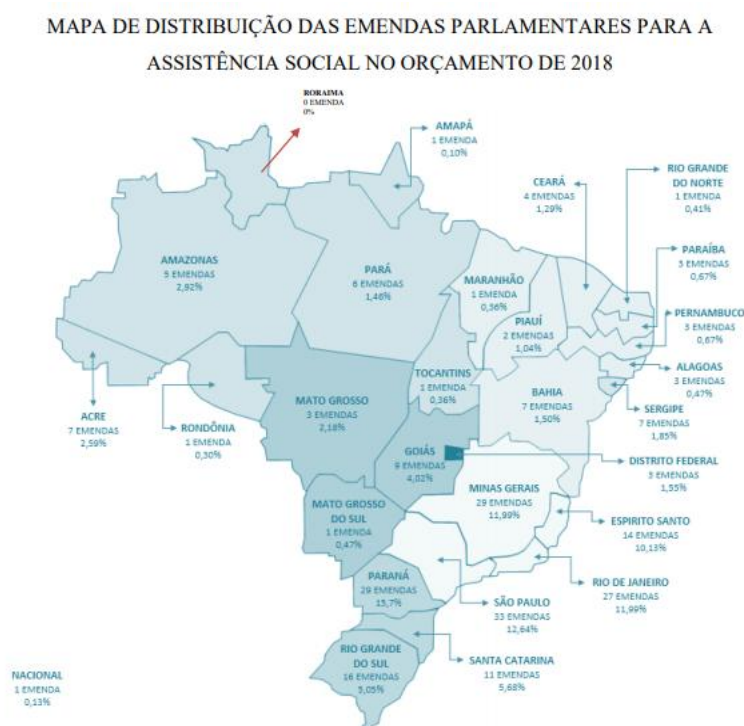 MAPA DE DISTRIBUIÇÃO DAS EMENDAS PARLAMENTARES PARA A
ASSISTÊNCIA SOCIAL NO ORÇAMENTO DE 2018
RORAIMA
0 EMENDA
0%
AMAPÁ
1 EMENDA
0,10%
CEARÁ
4 EMENDAS
1,29%
RIO GRANDE
DO NORTE
1 EMENDA
0,41%
PARAÍBA
3 EMENDAS
0,67%
PERNAMBUCO
3 EMENDAS
0,67%
ALAGOAS
3 EMENDAS
0,47%
SERGIPE
7 EMENDAS
1,85%
AMAZONAS
5 EMENDAS
2,92%
PARÁ
6 EMENDAS
1,46%
MARANHÃO
1 EMENDA
0,36%
PIAUÍ
2 EMENDAS
1,04%
TOCANTINS
1 EMENDA
0,36%
BAHIA
7 EMENDAS
1,50%
ACRE
7 EMENDAS
2,59%
RONDÔNIA
1 EMENDA
0,30%
MATO GROSSO
3 EMENDAS
2,18%
GOIÁS
9 EMENDAS
4,02%
DISTRITO FEDERAL
3 EMENDAS
1,55%
MINAS GERAIS
29 EMENDAS
11,99%
ESPIRITO SANTO
14 EMENDAS
10,13%
MATO GROSSO
DO SUL
1 EMENDA
0,47%
RIO DE JANEIRO
27 EMENDAS
11,99%
PARANÁ
29 EMENDAS
15,7%
SÃO PAULO
33 EMENDAS
12,64%
RIO GRANDE
DO SUL
16 EMENDAS
3,05%
SANTA CATARINA
11 EMENDAS
5,68%
NACIONAL
1 EMENDA
0,13%